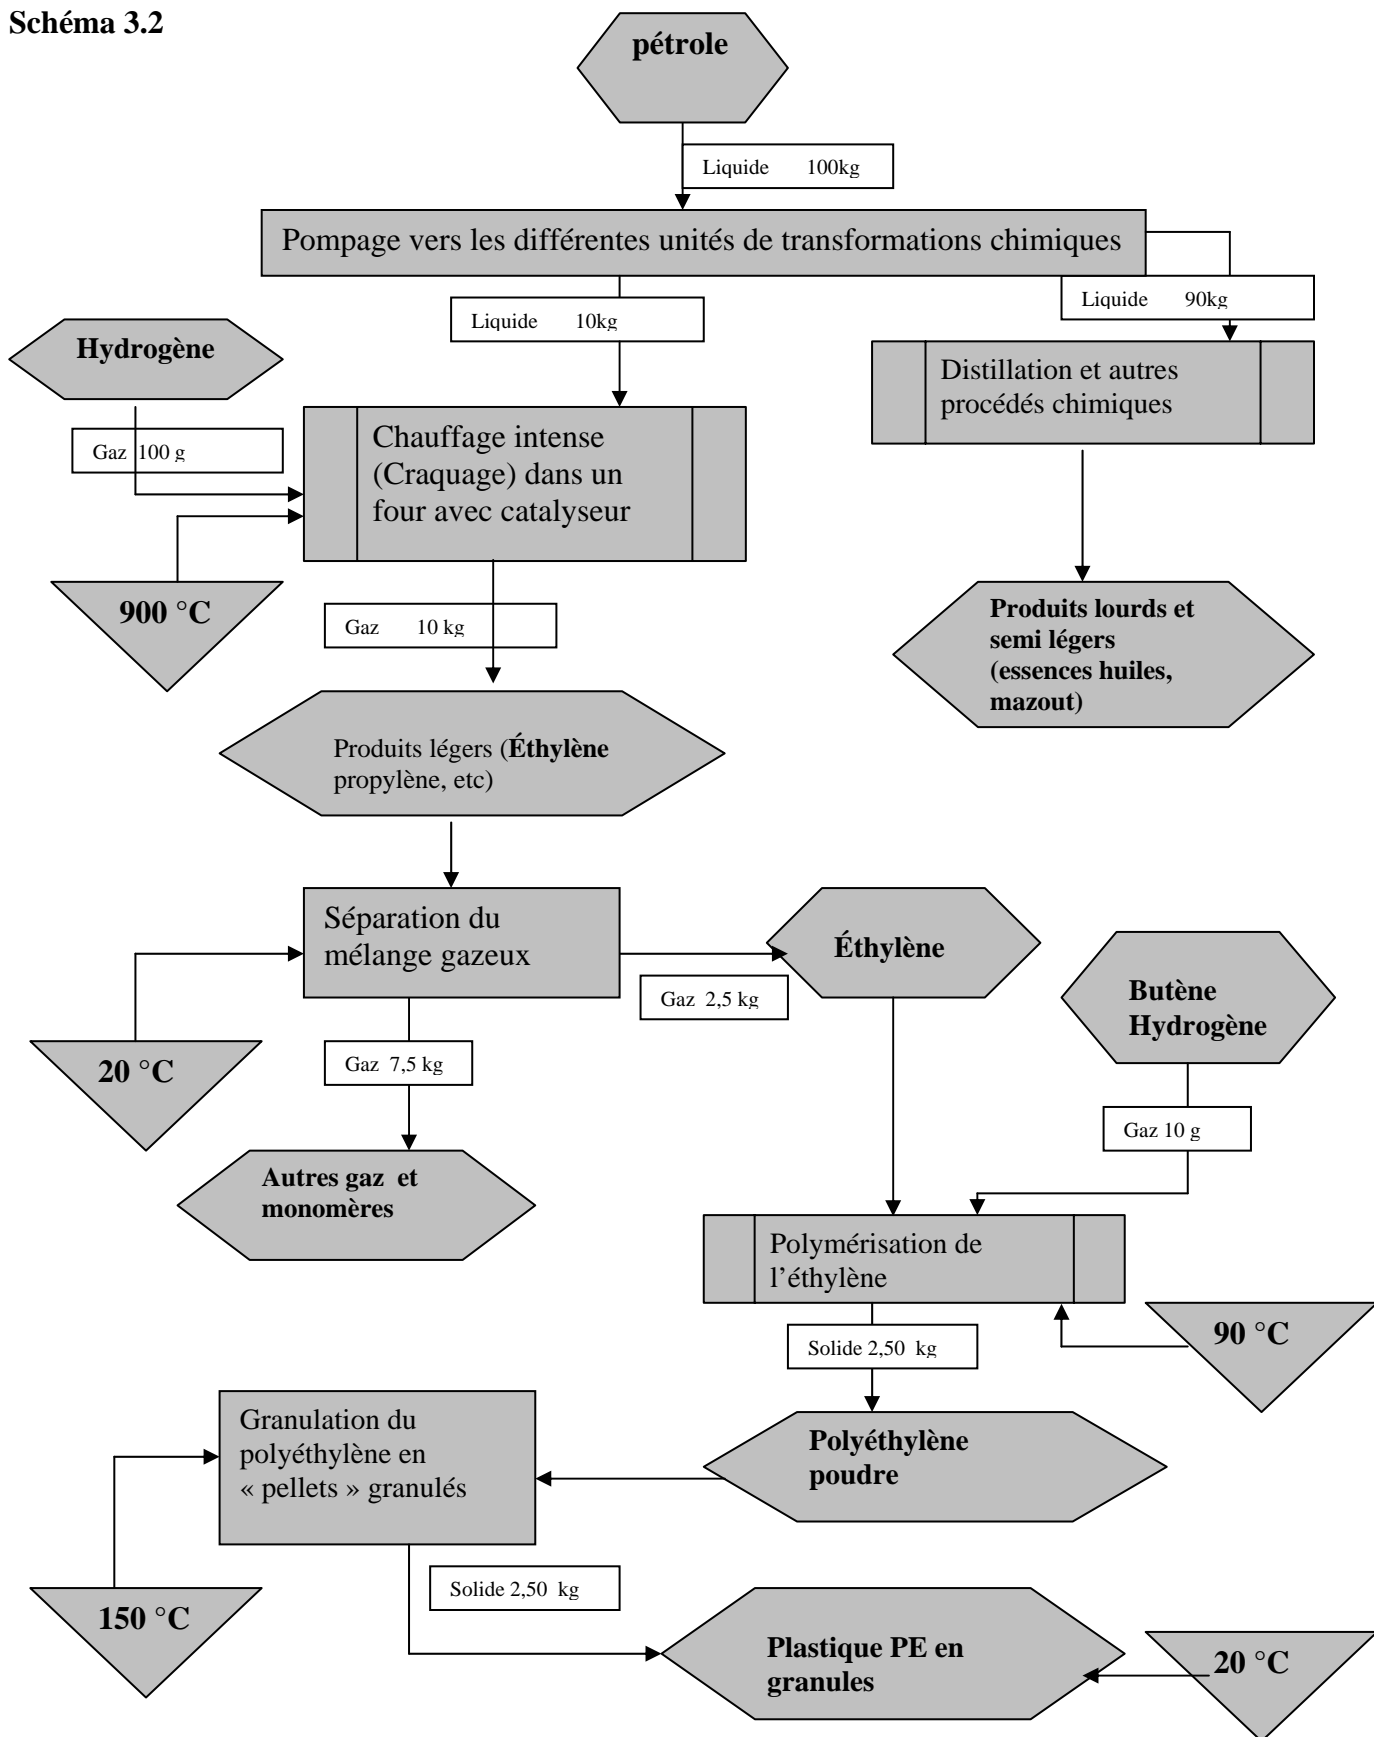 Schéma 3.2
pétrole
Liquide 100kg
Pompage vers les différentes unités de transformations chimiques
Liquide 10kg
Liquide 90kg
Hydrogène
Distillation et autres
procédés chimiques
Gaz 100 g
Chauffage intense
(Craquage) dans un
four avec catalyseur
900 °C
Gaz 10 kg
Produits lourds et
semi légers
(essences huiles,
mazout)
Produits légers (Éthylène
propylène, etc)
Séparation du
mélange gazeux
Éthylène
Gaz 2,5 kg
Butène
Hydrogène
20 °C
Gaz 7,5 kg
Gaz 10 g
Autres gaz et
monomères
Polymérisation de
l’éthylène
90 °C
Solide 2,50 kg
Granulation du
polyéthylène en
« pellets » granulés
Polyéthylène
poudre
150 °C
Solide 2,50 kg
Plastique PE en
granules
20 °C